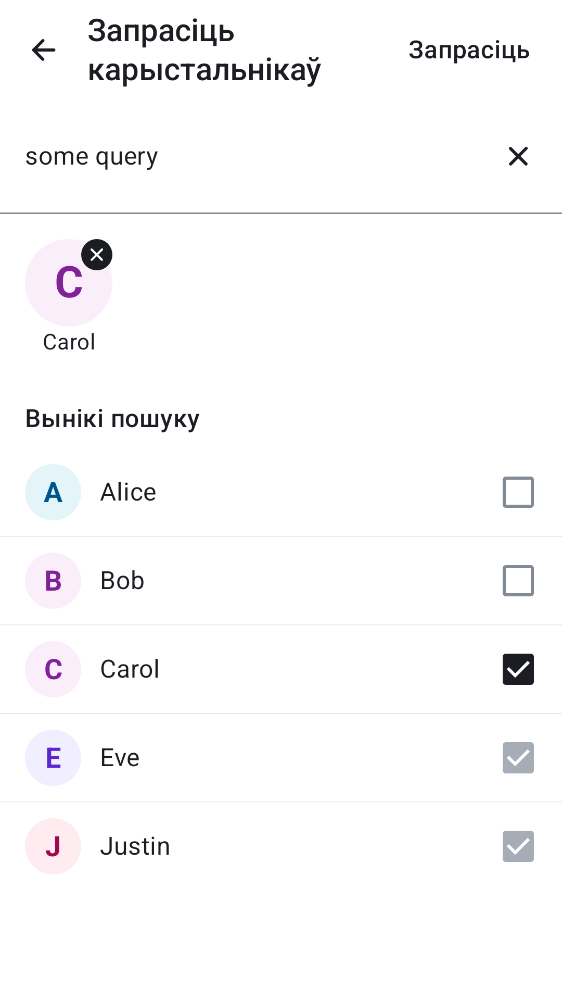 Запрасіць
карыстальнікаў
Запрасіць
some query
C
Carol
Вынікі пошуку
A Alice
B Bob
C Carol
E Eve
J Justin